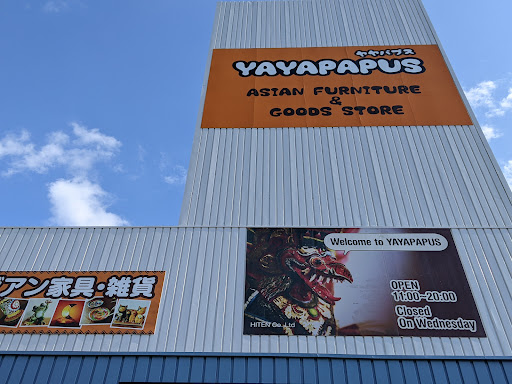 ヤヤパプス
YAYAPAPUS
ASIAN FURNITURE
&
GOODS STORE
Welcome to YAYAPAPUS
OPEN
11:00~20:00
Closed
On Wednesday
HiTEN Co., Ltd
ジアン家具・雑貨